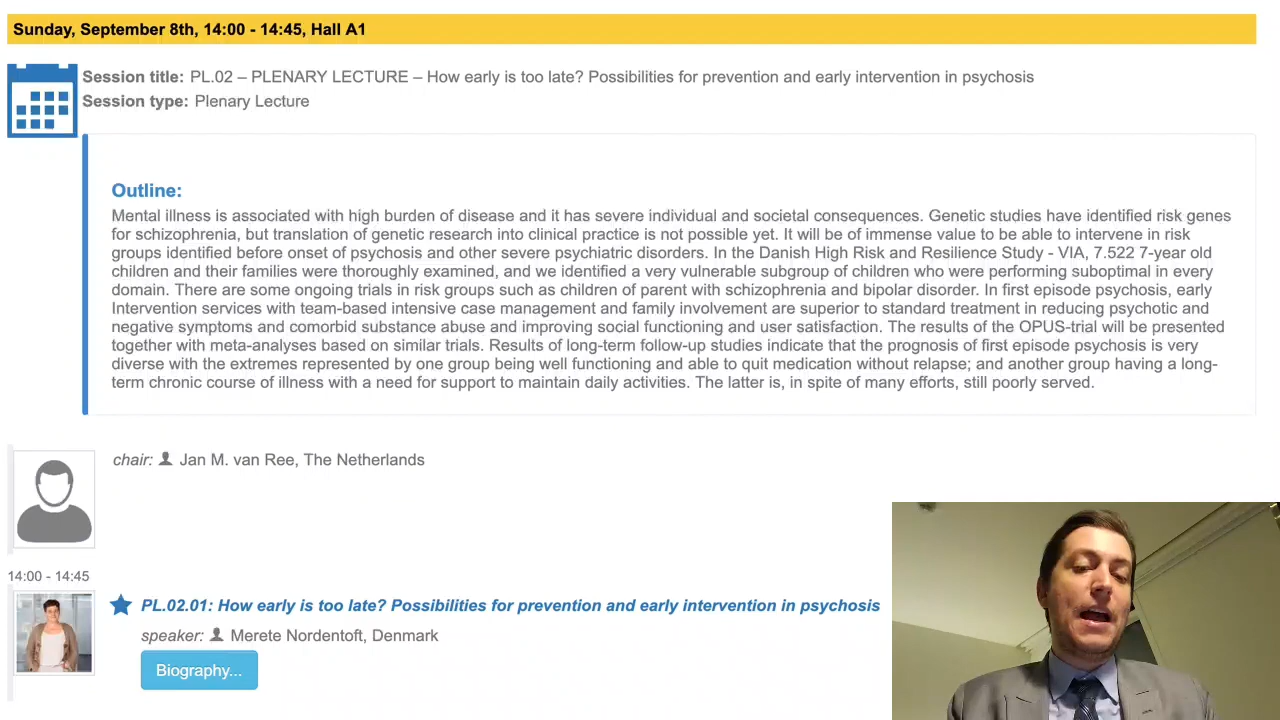 Sunday, September 8th, 14:00 - 14:45, Hall A1
Session title: PL.02 – PLENARY LECTURE – How early is too late? Possibilities for prevention and early intervention in psychosis
Session type: Plenary Lecture
Outline:
Mental illness is associated with high burden of disease and it has severe individual and societal consequences. Genetic studies have identified risk genes
for schizophrenia, but translation of genetic research into clinical practice is not possible yet. It will be of immense value to be able to intervene in risk
groups identified before onset of psychosis and other severe psychiatric disorders. In the Danish High Risk and Resilience Study - VIA, 7.522 7-year old
children and their families were thoroughly examined, and we identified a very vulnerable subgroup of children who were performing suboptimal in every
domain. There are some ongoing trials in risk groups such as children of parent with schizophrenia and bipolar disorder. In first episode psychosis, early
Intervention services with team-based intensive case management and family involvement are superior to standard treatment in reducing psychotic and
negative symptoms and comorbid substance abuse and improving social functioning and user satisfaction. The results of the OPUS-trial will be presented
together with meta-analyses based on similar trials. Results of long-term follow-up studies indicate that the prognosis of first episode psychosis is very
diverse with the extremes represented by one group being well functioning and able to quit medication without relapse; and another group having a long-
term chronic course of illness with a need for support to maintain daily activities. The latter is, in spite of many efforts, still poorly served.
chair: Jan M. van Ree, The Netherlands
14:00 - 14:45
PL.02.01: How early is too late? Possibilities for prevention and early intervention in psychosis
speaker: Merete Nordentoft, Denmark
Biography...